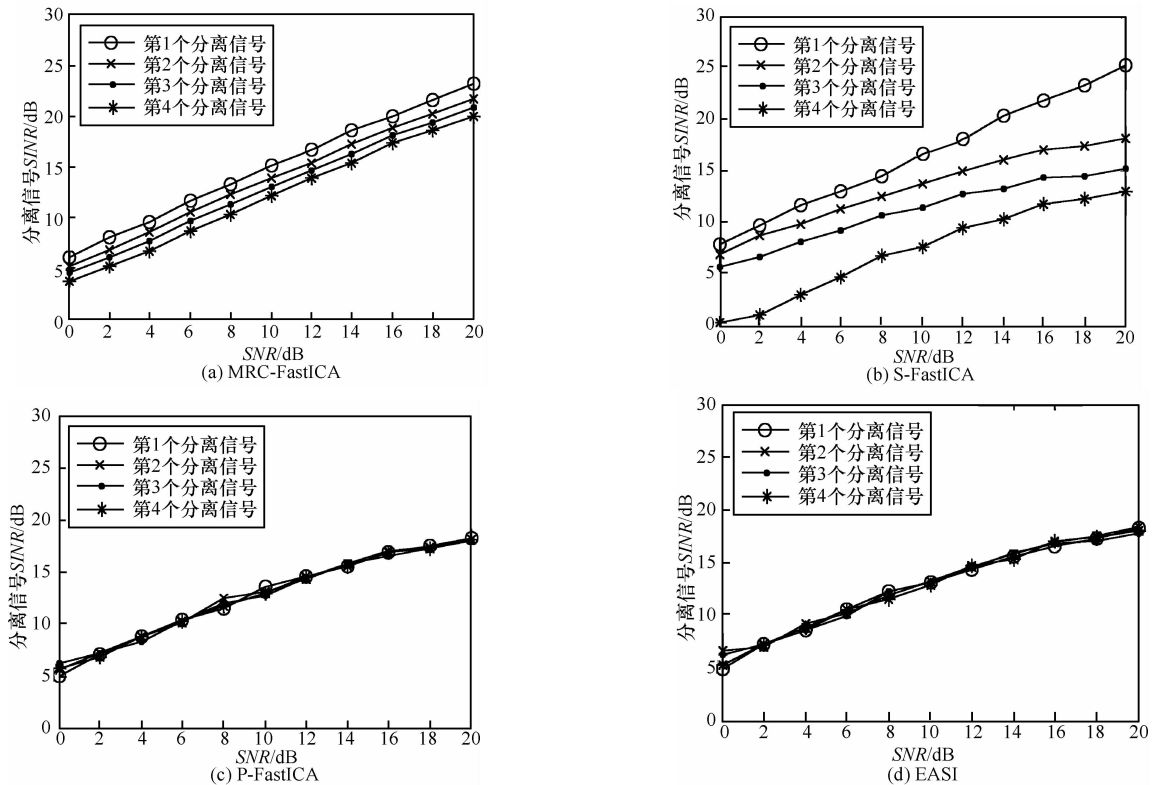 30
25
20
15
10
5
0
分离信号SINR/dB
第1个分离信号
第2个分离信号
第3个分离信号
第4个分离信号
0 2 4 6 8 10 12 14 16 18 20
SNR/dB
(a) MRC-FastICA
30
25
20
15
10
5
0
分离信号SINR/dB
第1个分离信号
第2个分离信号
第3个分离信号
第4个分离信号
0 2 4 6 8 10 12 14 16 18 20
SNR/dB
(b) S-FastICA
30
25
20
15
10
5
0
分离信号SINR/dB
第1个分离信号
第2个分离信号
第3个分离信号
第4个分离信号
0 2 4 6 8 10 12 14 16 18 20
SNR/dB
(c) P-FastICA
30
25
20
15
10
5
0
分离信号SINR/dB
第1个分离信号
第2个分离信号
第3个分离信号
第4个分离信号
0 2 4 6 8 10 12 14 16 18 20
SNR/dB
(d) EASI